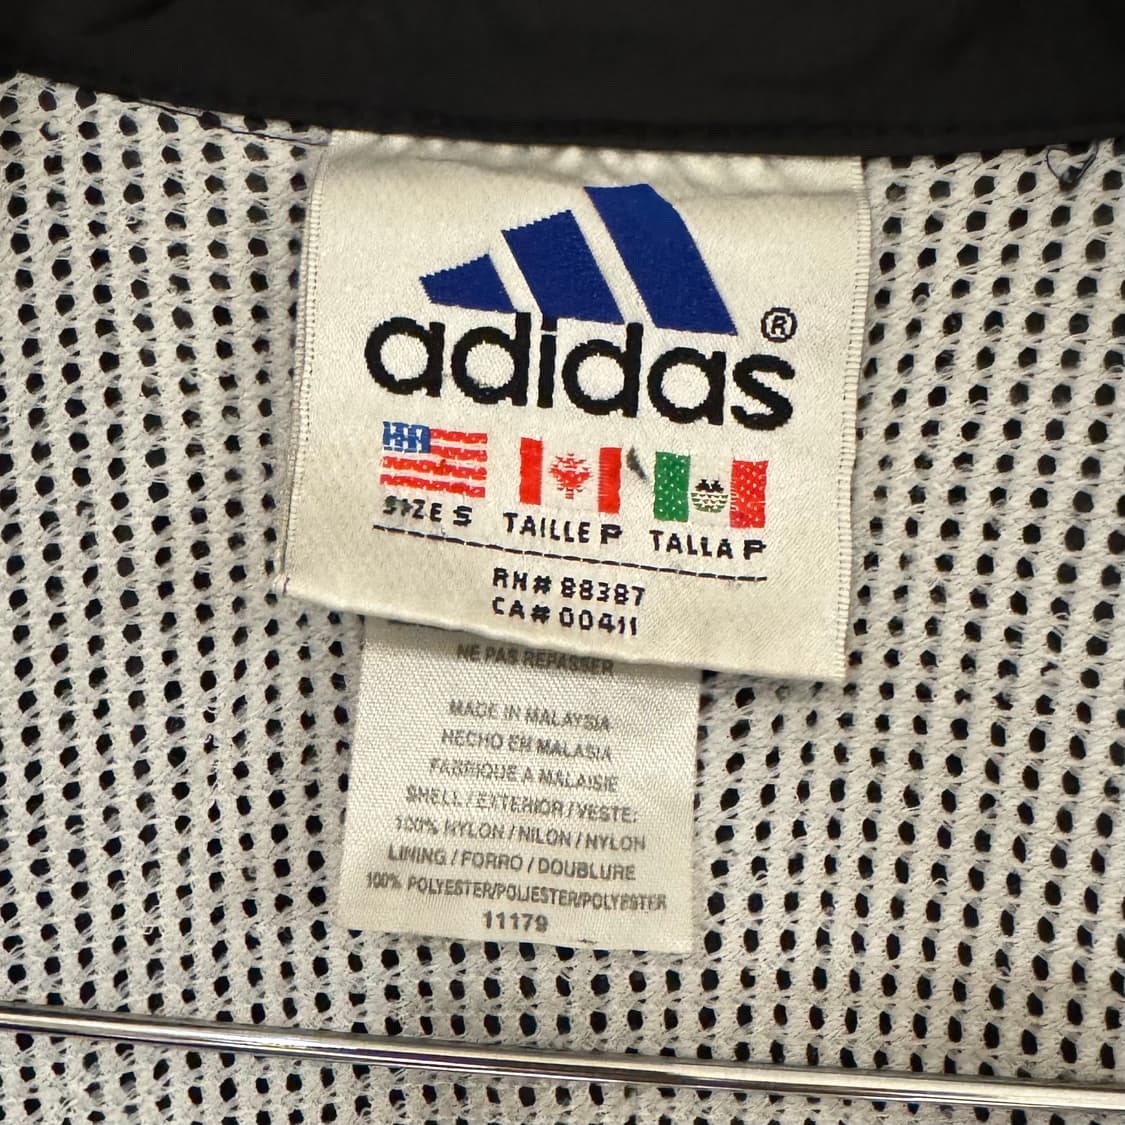 adidas ®
SIZE S TAILLE P TALLA P
RN# 88387
CA# 00411
NE PAS REPASSER
MADE IN MALAYSIA
HECHO EN MALASIA
FABRIQUE A MALAISIE
SHELL / EXTERIOR / VESTE:
100% NYLON / NILON / NYLON
LINING / FORRO / DOUBLURE
100% POLYESTER/POLIESTER/POLYESTER
11179